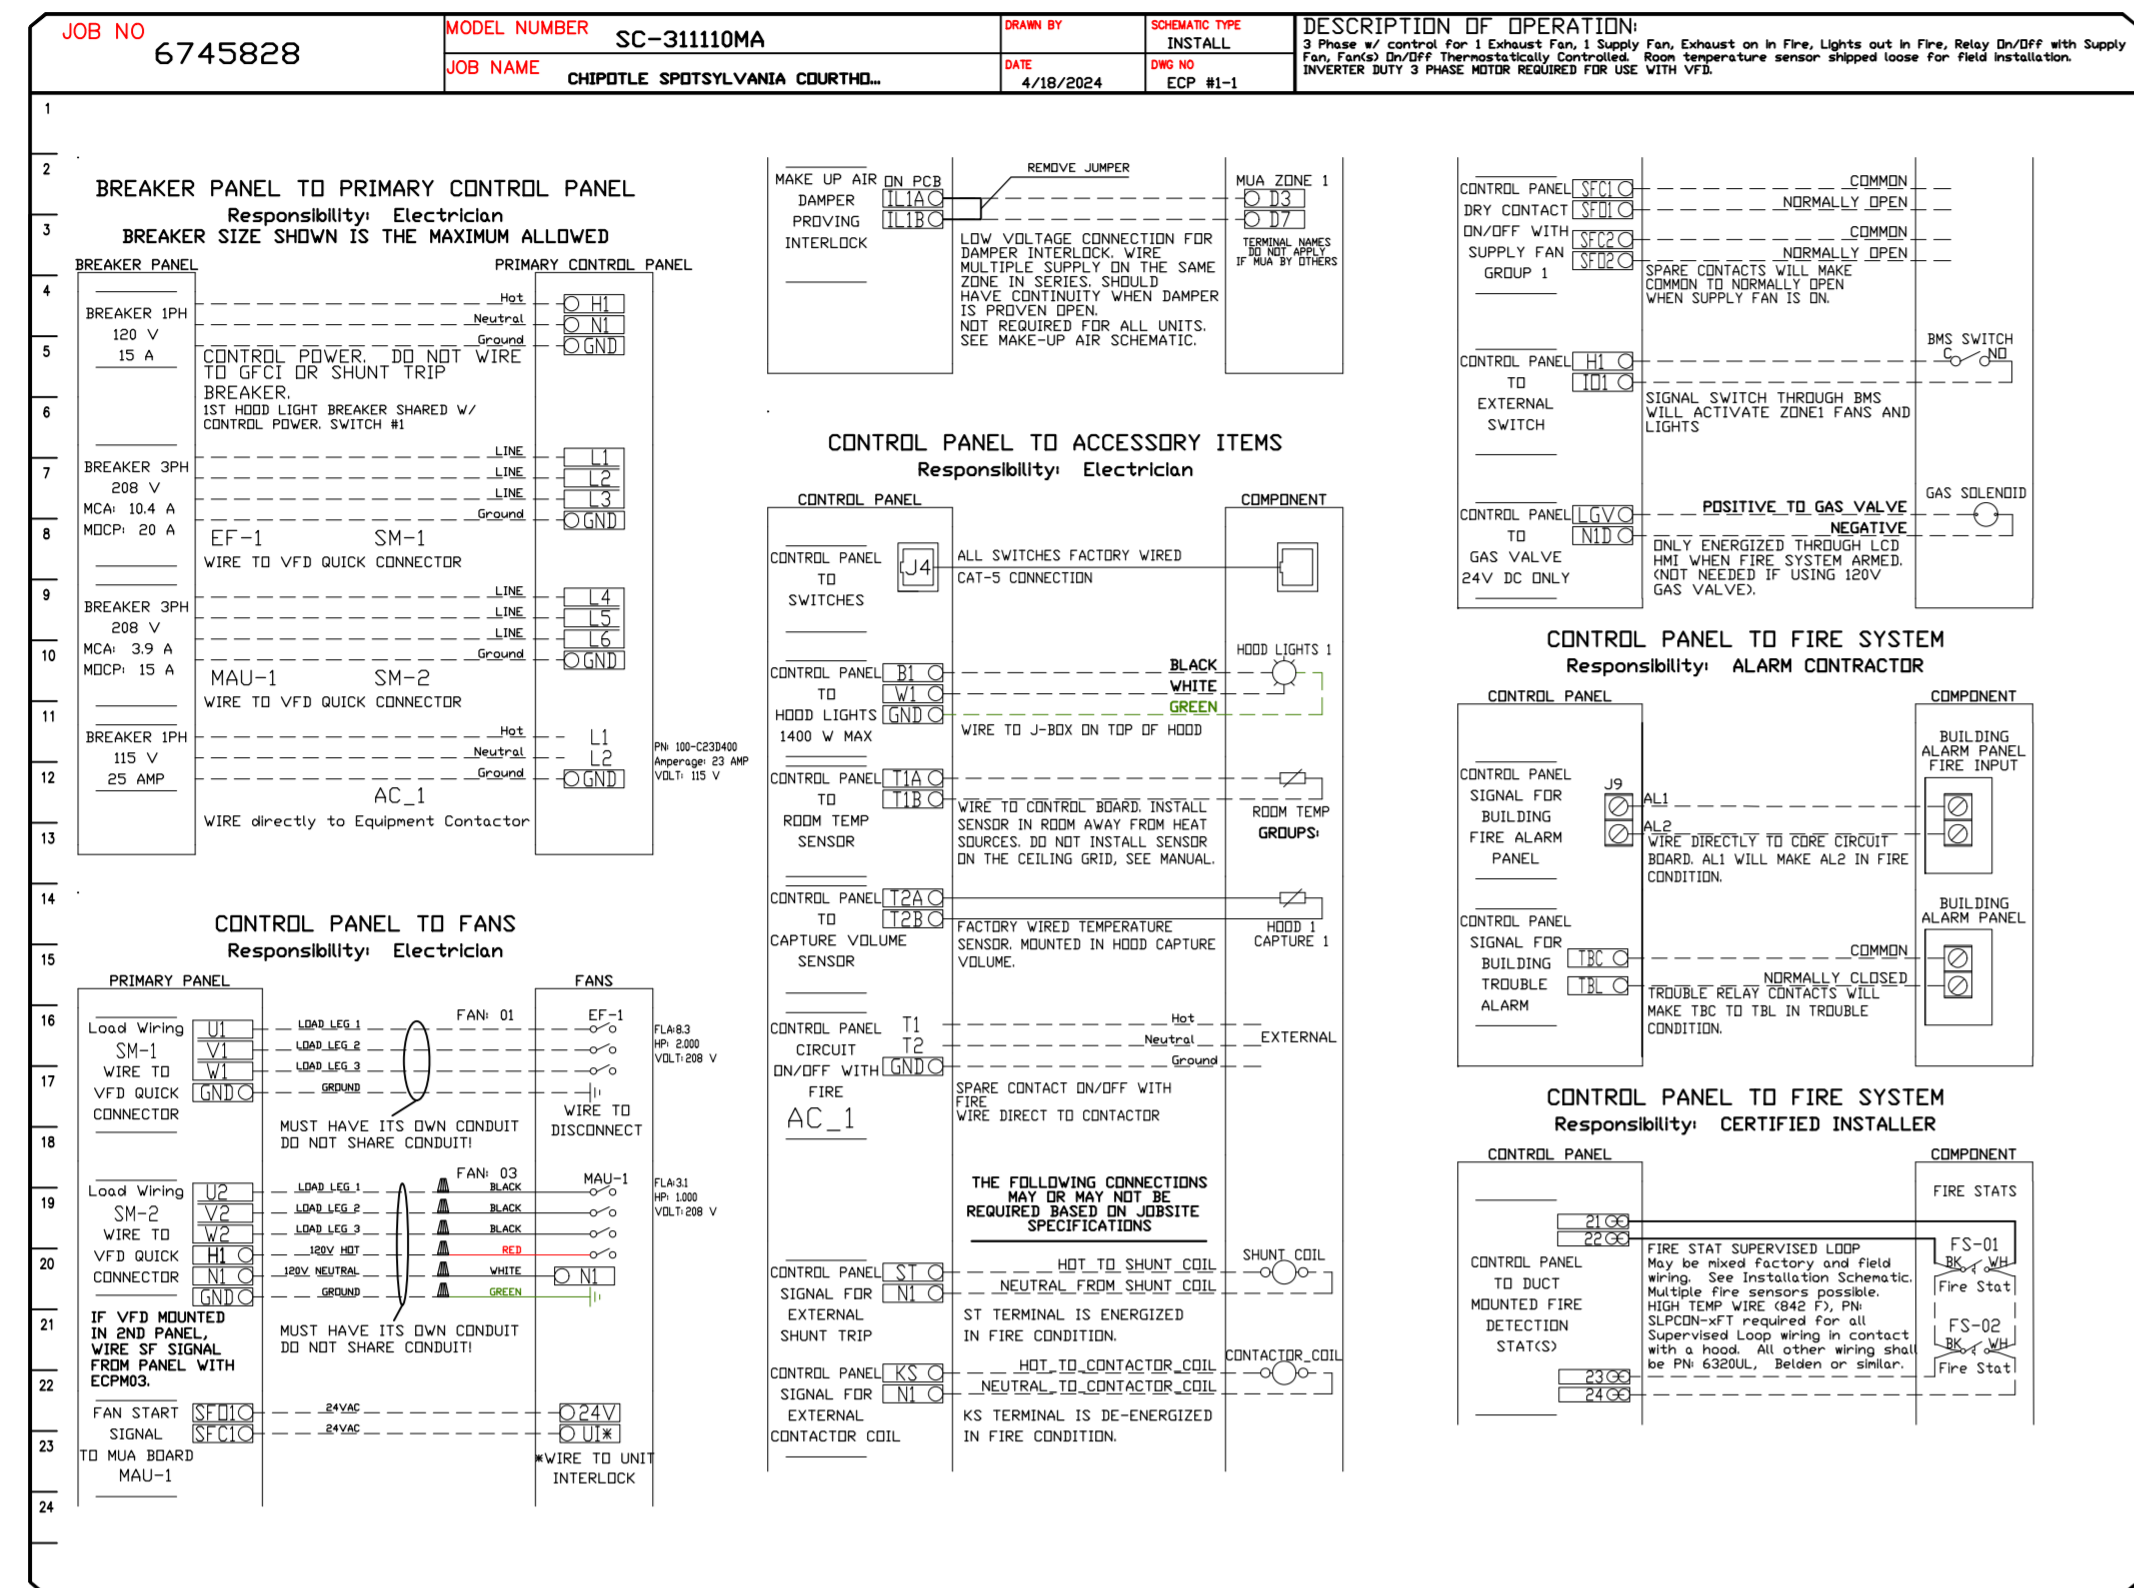 JOB NO
6745828
MODEL NUMBER
SC-311110MA
JOB NAME
CHIPOTLE SPOTSYLVANIA COURTHO...
DRAWN BY
SCHEMATIC TYPE
INSTALL
DATE
4/18/2024
DWG NO
ECP #1-1
DESCRIPTION OF OPERATION:
3 Phase w/ control for 1 Exhaust Fan, 1 Supply Fan, Exhaust on in Fire, Lights out in Fire, Relay On/Off with Supply
Fan, Fan(s) On/Off Thermostatically Controlled. Room temperature sensor shipped loose for field installation.
INVERTER DUTY 3 PHASE MOTOR REQUIRED FOR USE WITH VFD.
1
2
3
4
5
6
7
8
9
10
11
12
13
14
15
16
17
18
19
20
21
22
23
24
BREAKER PANEL TO PRIMARY CONTROL PANEL
Responsibility: Electrician
BREAKER SIZE SHOWN IS THE MAXIMUM ALLOWED
BREAKER PANEL
PRIMARY CONTROL PANEL
BREAKER 1PH
120 V
15 A
Hot
H1
Neutral
N1
Ground
GND
CONTROL POWER. DO NOT WIRE
TO GFCI OR SHUNT TRIP
BREAKER.
1ST HOOD LIGHT BREAKER SHARED W/
CONTROL POWER. SWITCH #1
BREAKER 3PH
208 V
MCA: 10.4 A
MOCP: 20 A
LINE
L1
LINE
L2
LINE
L3
Ground
GND
EF-1
SM-1
WIRE TO VFD QUICK CONNECTOR
BREAKER 3PH
208 V
MCA: 3.9 A
MOCP: 15 A
LINE
L4
LINE
L5
LINE
L6
Ground
GND
MAU-1
SM-2
WIRE TO VFD QUICK CONNECTOR
BREAKER 1PH
115 V
25 AMP
Hot
L1
Neutral
L2
Ground
GND
PN: 100-C23D400
Amperage: 23 AMP
VOLT: 115 V
AC_1
WIRE directly to Equipment Contactor
CONTROL PANEL TO FANS
Responsibility: Electrician
PRIMARY PANEL
FANS
Load Wiring
SM-1
WIRE TO
VFD QUICK
CONNECTOR
U1
V1
W1
GND
LOAD LEG 1
LOAD LEG 2
LOAD LEG 3
GROUND
FAN: 01
EF-1
FLA:8.3
HP: 2.000
VOLT:208 V
WIRE TO
DISCONNECT
MUST HAVE ITS OWN CONDUIT
DO NOT SHARE CONDUIT!
Load Wiring
SM-2
WIRE TO
VFD QUICK
CONNECTOR
U2
V2
W2
H1
N1
GND
LOAD LEG 1
LOAD LEG 2
LOAD LEG 3
120V HOT
120V NEUTRAL
GROUND
FAN: 03
BLACK
BLACK
BLACK
RED
WHITE
GREEN
MAU-1
N1
FLA:3.1
HP: 1.000
VOLT:208 V
MUST HAVE ITS OWN CONDUIT
DO NOT SHARE CONDUIT!
IF VFD MOUNTED
IN 2ND PANEL,
WIRE SF SIGNAL
FROM PANEL WITH
ECPM03.
FAN START
SIGNAL
TO MUA BOARD
MAU-1
SFO1
SFC1
24VAC
24VAC
24V
UI*
*WIRE TO UNIT
INTERLOCK
MAKE UP AIR
DAMPER
PROVING
INTERLOCK
ON PCB
IL1A
IL1B
REMOVE JUMPER
MUA ZONE 1
D3
D7
TERMINAL NAMES
DO NOT APPLY
IF MUA BY OTHERS
LOW VOLTAGE CONNECTION FOR
DAMPER INTERLOCK. WIRE
MULTIPLE SUPPLY ON THE SAME
ZONE IN SERIES. SHOULD
HAVE CONTINUITY WHEN DAMPER
IS PROVEN OPEN.
NOT REQUIRED FOR ALL UNITS.
SEE MAKE-UP AIR SCHEMATIC.
CONTROL PANEL TO ACCESSORY ITEMS
Responsibility: Electrician
CONTROL PANEL
COMPONENT
CONTROL PANEL
TO
SWITCHES
J4
ALL SWITCHES FACTORY WIRED
CAT-5 CONNECTION
CONTROL PANEL
TO
HOOD LIGHTS
1400 W MAX
B1
W1
GND
BLACK
WHITE
GREEN
HOOD LIGHTS 1
WIRE TO J-BOX ON TOP OF HOOD
CONTROL PANEL
TO
ROOM TEMP
SENSOR
T1A
T1B
WIRE TO CONTROL BOARD. INSTALL
SENSOR IN ROOM AWAY FROM HEAT
SOURCES. DO NOT INSTALL SENSOR
ON THE CEILING GRID, SEE MANUAL.
ROOM TEMP
GROUPS:
CONTROL PANEL
TO
CAPTURE VOLUME
SENSOR
T2A
T2B
FACTORY WIRED TEMPERATURE
SENSOR. MOUNTED IN HOOD CAPTURE
VOLUME.
HOOD 1
CAPTURE 1
CONTROL PANEL
CIRCUIT
ON/OFF WITH
FIRE
AC_1
T1
T2
GND
Hot
Neutral
Ground
EXTERNAL
SPARE CONTACT ON/OFF WITH
FIRE
WIRE DIRECT TO CONTACTOR
THE FOLLOWING CONNECTIONS
MAY OR MAY NOT BE
REQUIRED BASED ON JOBSITE
SPECIFICATIONS
CONTROL PANEL
SIGNAL FOR
EXTERNAL
SHUNT TRIP
ST
N1
HOT TO SHUNT COIL
NEUTRAL FROM SHUNT COIL
SHUNT COIL
ST TERMINAL IS ENERGIZED
IN FIRE CONDITION.
CONTROL PANEL
SIGNAL FOR
EXTERNAL
CONTACTOR COIL
KS
N1
HOT TO CONTACTOR COIL
NEUTRAL TO CONTACTOR COIL
CONTACTOR COIL
KS TERMINAL IS DE-ENERGIZED
IN FIRE CONDITION.
CONTROL PANEL
DRY CONTACT
ON/OFF WITH
SUPPLY FAN
GROUP 1
SFC1
SFO1
SFC2
SFO2
COMMON
NORMALLY OPEN
COMMON
NORMALLY OPEN
SPARE CONTACTS WILL MAKE
COMMON TO NORMALLY OPEN
WHEN SUPPLY FAN IS ON.
CONTROL PANEL
TO
EXTERNAL
SWITCH
H1
IO1
BMS SWITCH
C
NO
SIGNAL SWITCH THROUGH BMS
WILL ACTIVATE ZONE1 FANS AND
LIGHTS
CONTROL PANEL
TO
GAS VALVE
24V DC ONLY
LGV
N1D
POSITIVE TO GAS VALVE
NEGATIVE
GAS SOLENOID
ONLY ENERGIZED THROUGH LCD
HMI WHEN FIRE SYSTEM ARMED.
(NOT NEEDED IF USING 120V
GAS VALVE).
CONTROL PANEL TO FIRE SYSTEM
Responsibility: ALARM CONTRACTOR
CONTROL PANEL
COMPONENT
CONTROL PANEL
SIGNAL FOR
BUILDING
FIRE ALARM
PANEL
J9
AL1
AL2
BUILDING
ALARM PANEL
FIRE INPUT
WIRE DIRECTLY TO CORE CIRCUIT
BOARD. AL1 WILL MAKE AL2 IN FIRE
CONDITION.
CONTROL PANEL
SIGNAL FOR
BUILDING
TROUBLE
ALARM
TBC
TBL
COMMON
NORMALLY CLOSED
BUILDING
ALARM PANEL
TROUBLE RELAY CONTACTS WILL
MAKE TBC TO TBL IN TROUBLE
CONDITION.
CONTROL PANEL TO FIRE SYSTEM
Responsibility: CERTIFIED INSTALLER
CONTROL PANEL
COMPONENT
CONTROL PANEL
TO DUCT
MOUNTED FIRE
DETECTION
STAT(S)
21
22
23
24
FIRE STAT SUPERVISED LOOP
May be mixed factory and field
wiring. See Installation Schematic.
Multiple fire sensors possible.
HIGH TEMP WIRE (842 F), PN:
SLPCON-xFT required for all
Supervised Loop wiring in contact
with a hood. All other wiring shall
be PN: 6320UL, Belden or similar.
FIRE STATS
FS-01
BK
WH
Fire Stat
FS-02
BK
WH
Fire Stat